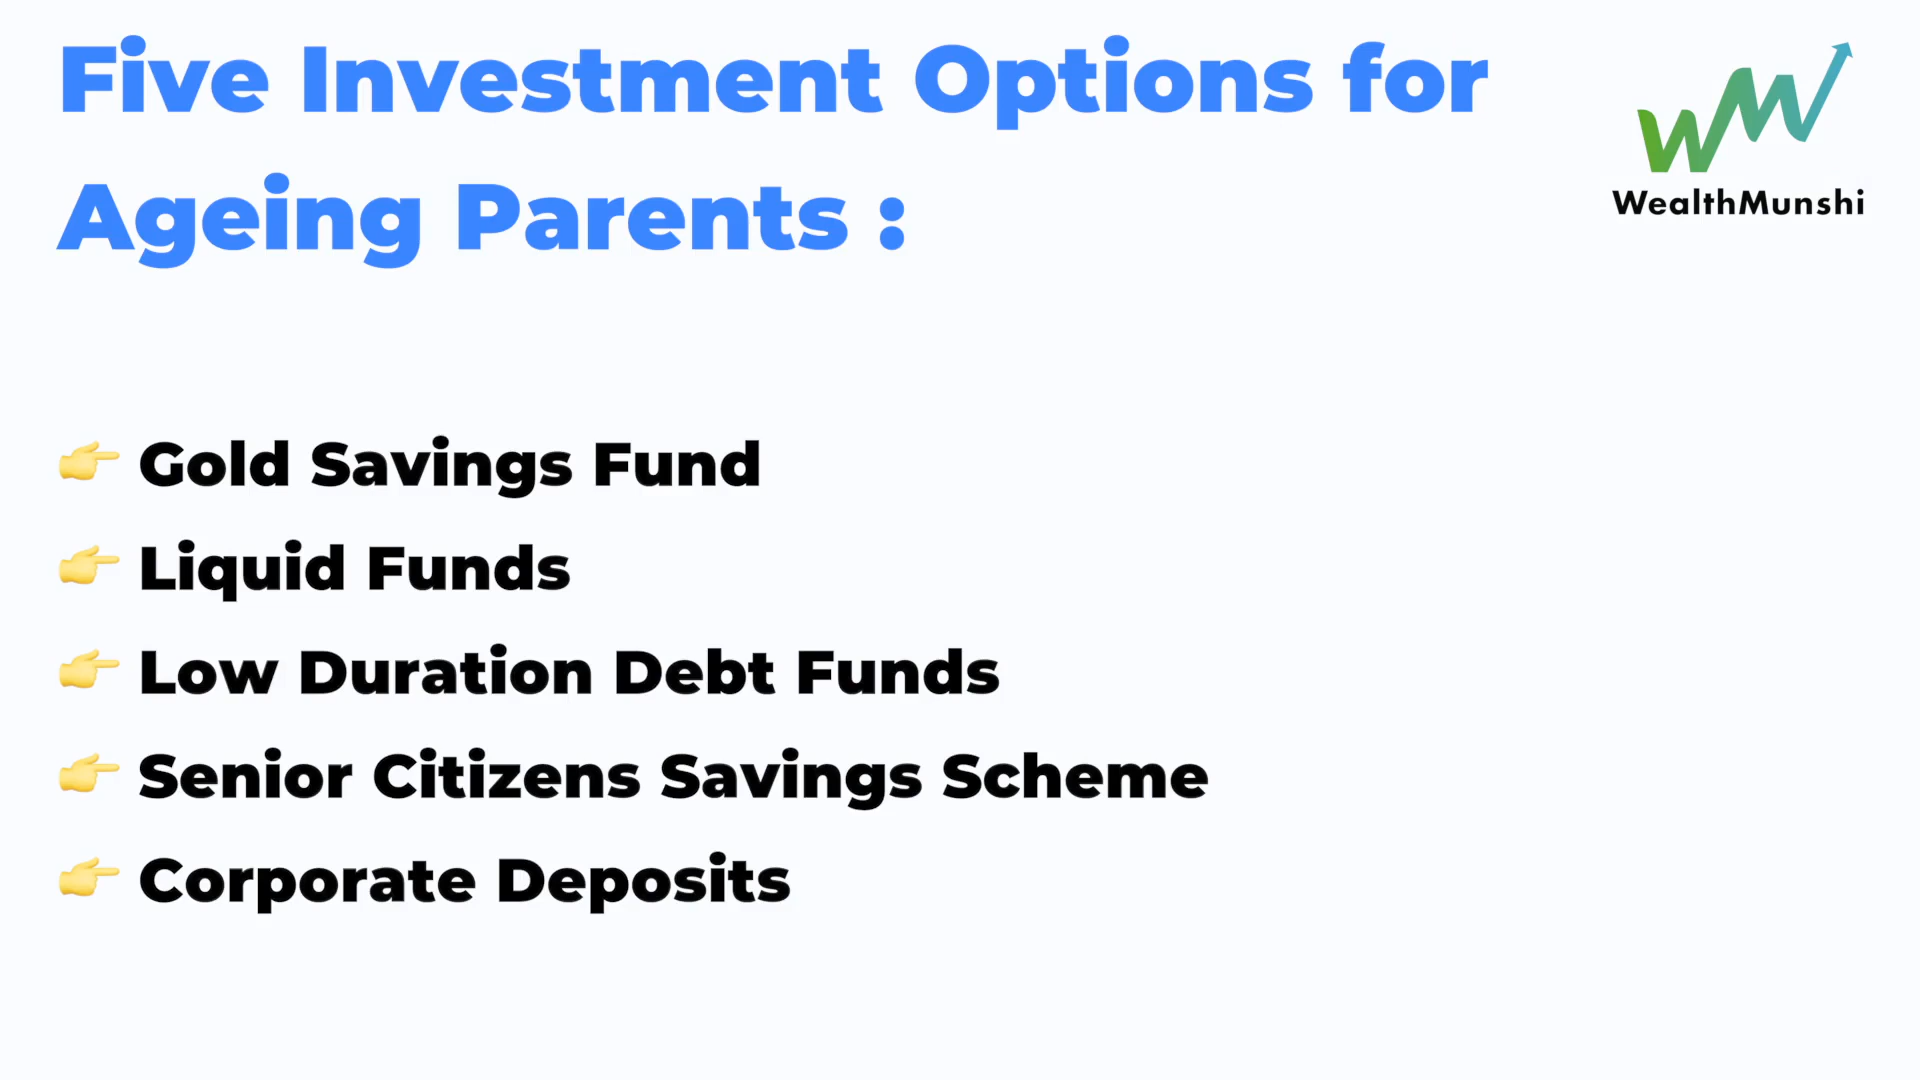 Five Investment Options for
Ageing Parents :
WealthMunshi
👉 Gold Savings Fund
👉 Liquid Funds
👉 Low Duration Debt Funds
👉 Senior Citizens Savings Scheme
👉 Corporate Deposits